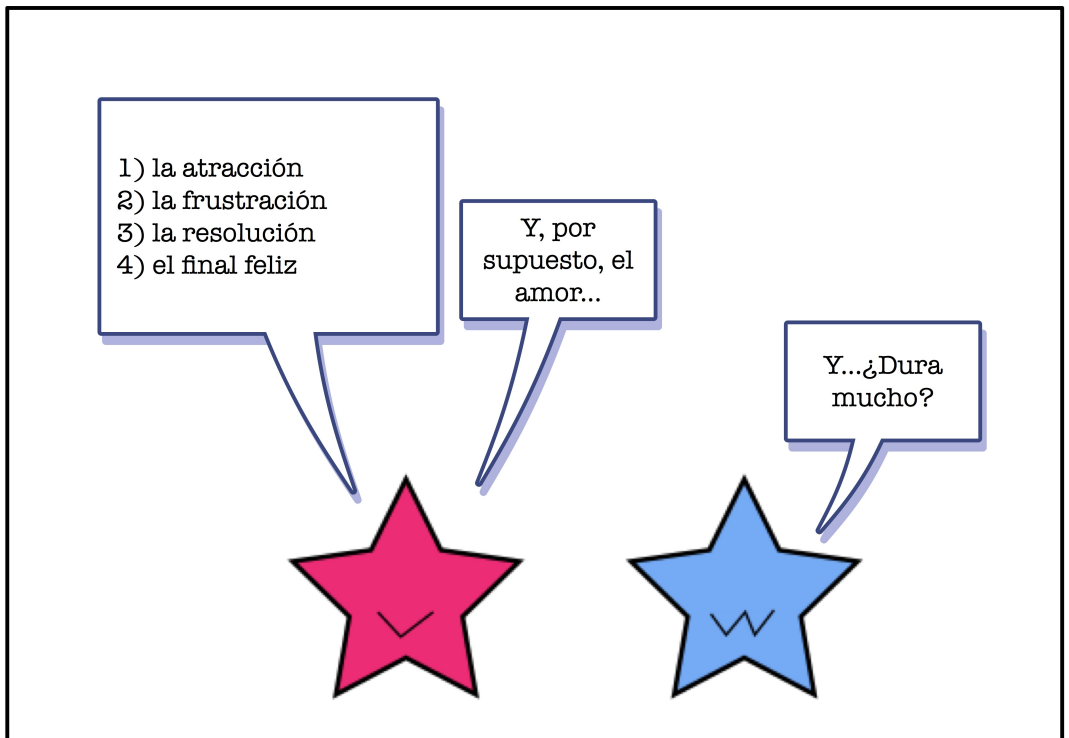 1) la atracción
2) la frustración
3) la resolución
4) el final feliz
Y, por
supuesto, el
amor...
Y...¿Dura
mucho?